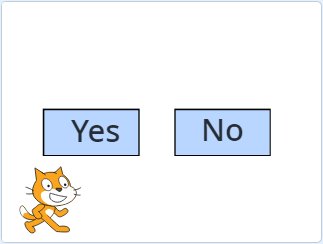 Yes No